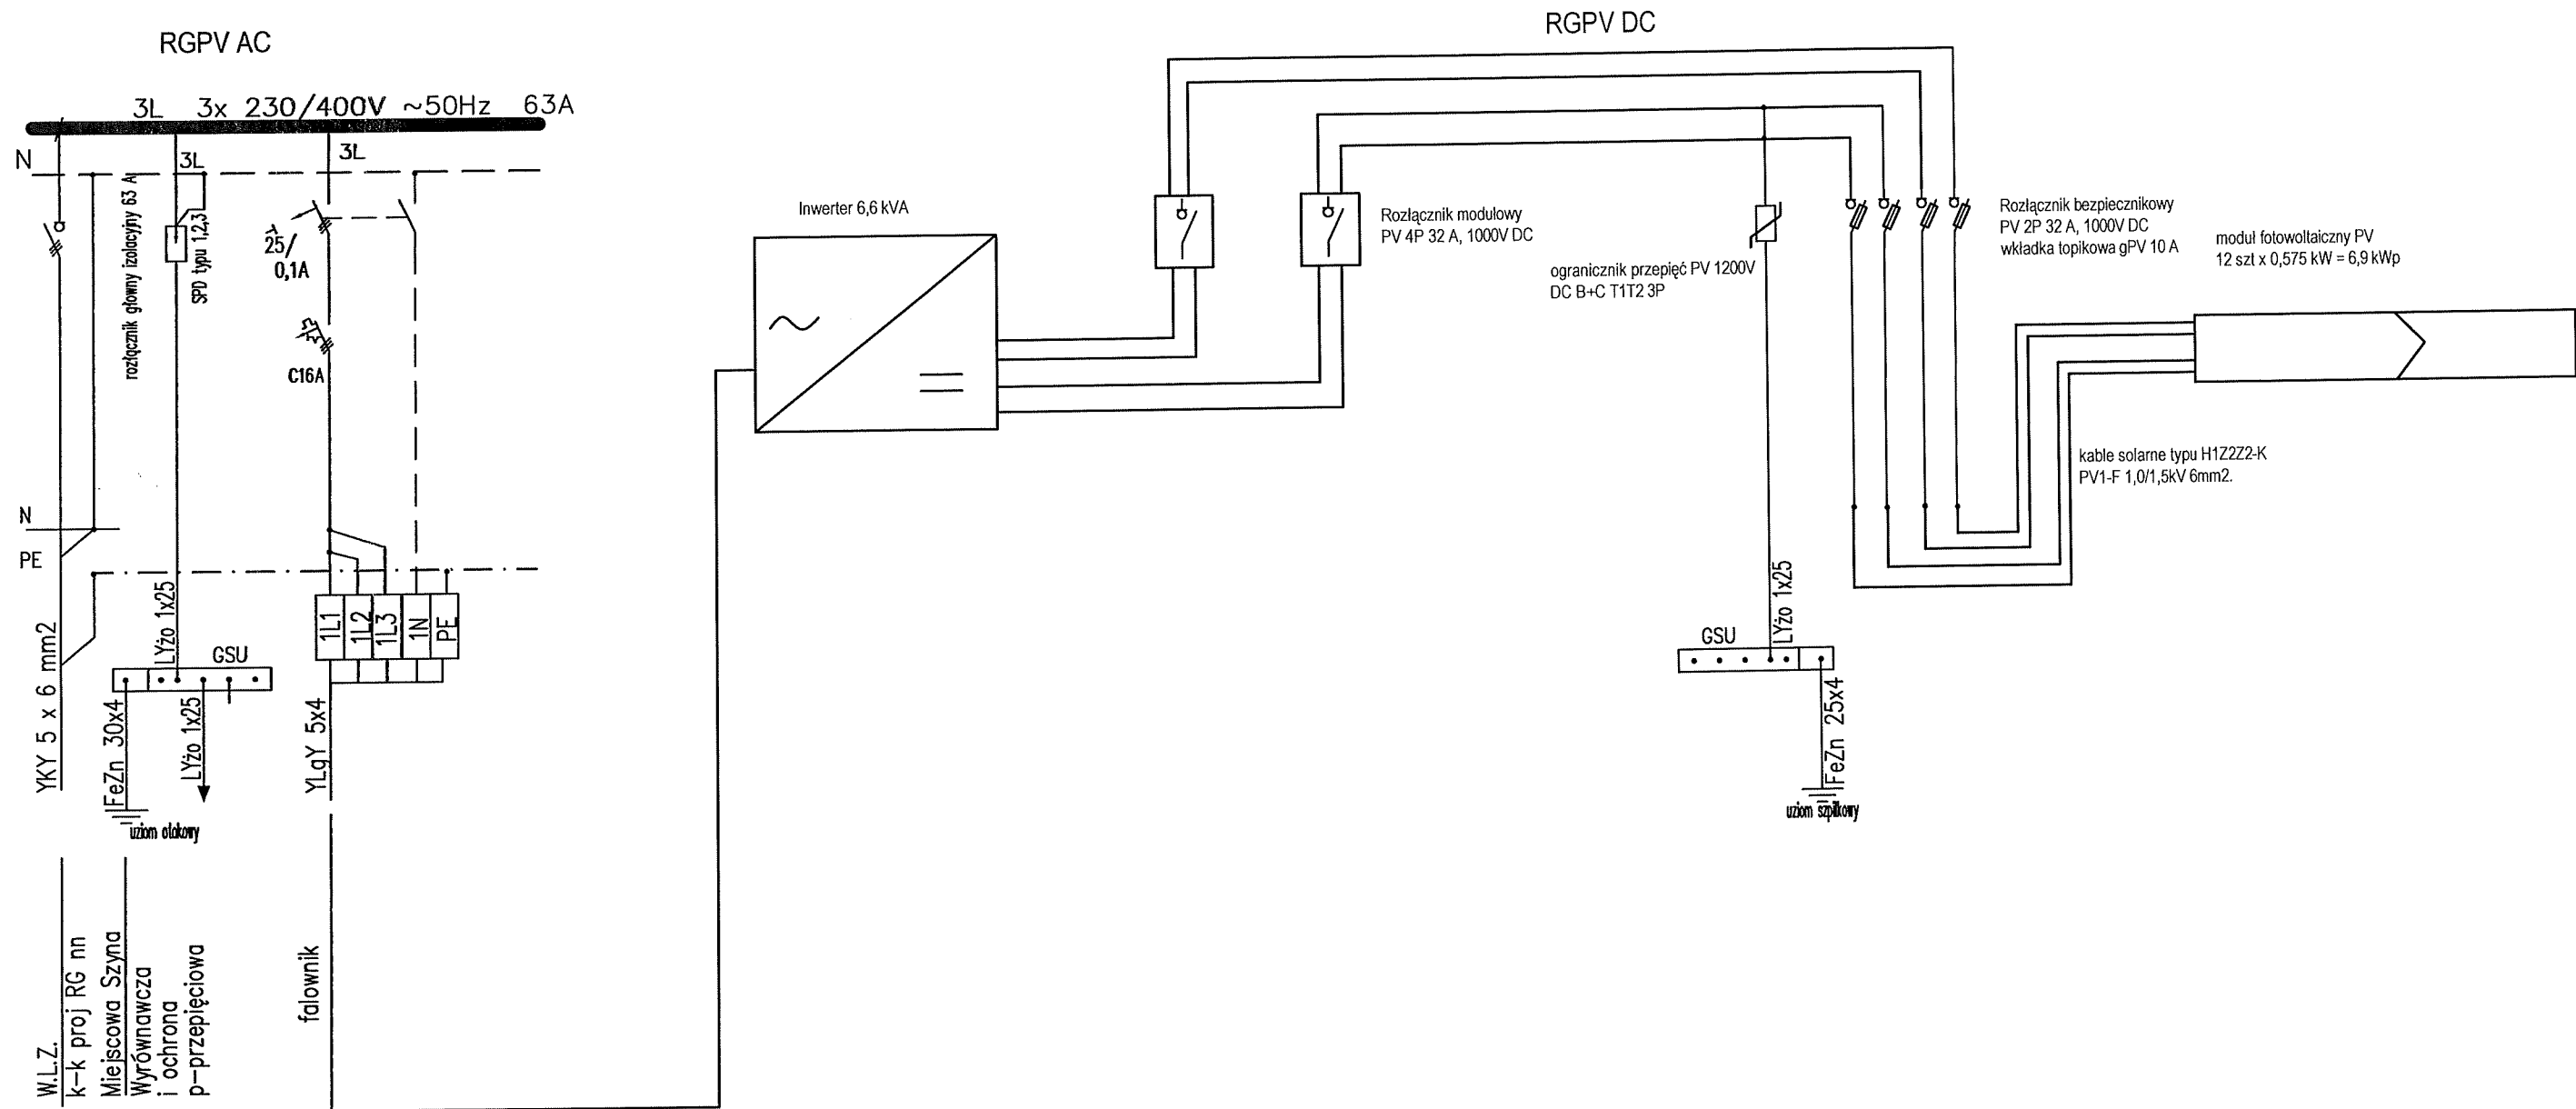 RGPV AC
RGPV DC
3L 3x 230/400V ~50Hz 63A
N
3L
3L
rozłącznik główny izolacyjny 63 A
SPD typu 1,2,3
25/
0,1A
C16A
Inwerter 6,6 kVA
Rozłącznik modułowy
PV 4P 32 A, 1000V DC
ogranicznik przepięć PV 1200V
DC B+C T1T2 3P
Rozłącznik bezpiecznikowy
PV 2P 32 A, 1000V DC
wkładka topikowa gPV 10 A
moduł fotowoltaiczny PV
12 szt x 0,575 kW = 6,9 kWp
kable solarne typu H1Z2Z2-K
PV1-F 1,0/1,5kV 6mm2.
N
PE
YKY 5 x 6 mm2
LYżo 1x25
GSU
FeZn 30x4
LYżo 1x25
uziom otokowy
1L1
1L2
1L3
1N
PE
YLgY 5x4
LYżo 1x25
GSU
FeZn 25x4
uziom szpilkowy
W.L.Z.
k-k proj RG nn
Miejscowa Szyna
Wyrównawcza
i ochrona
p-przepięciowa
falownik